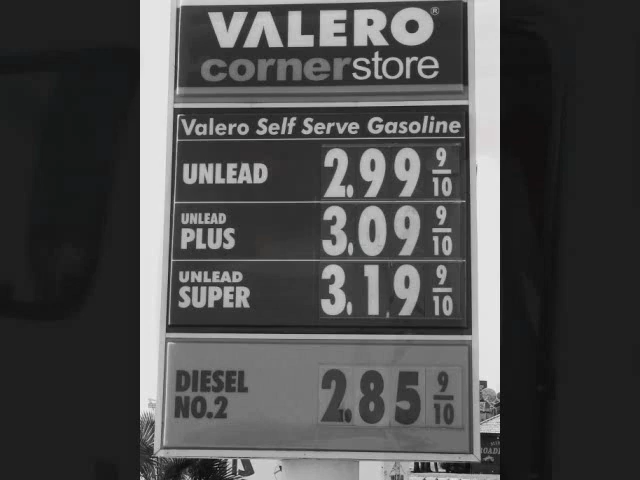 VALERO®
cornerstore
Valero Self Serve Gasoline
UNLEAD 2.99 9/10
UNLEAD
PLUS 3.09 9/10
UNLEAD
SUPER 3.19 9/10
DIESEL
NO.2 2.85 9/10